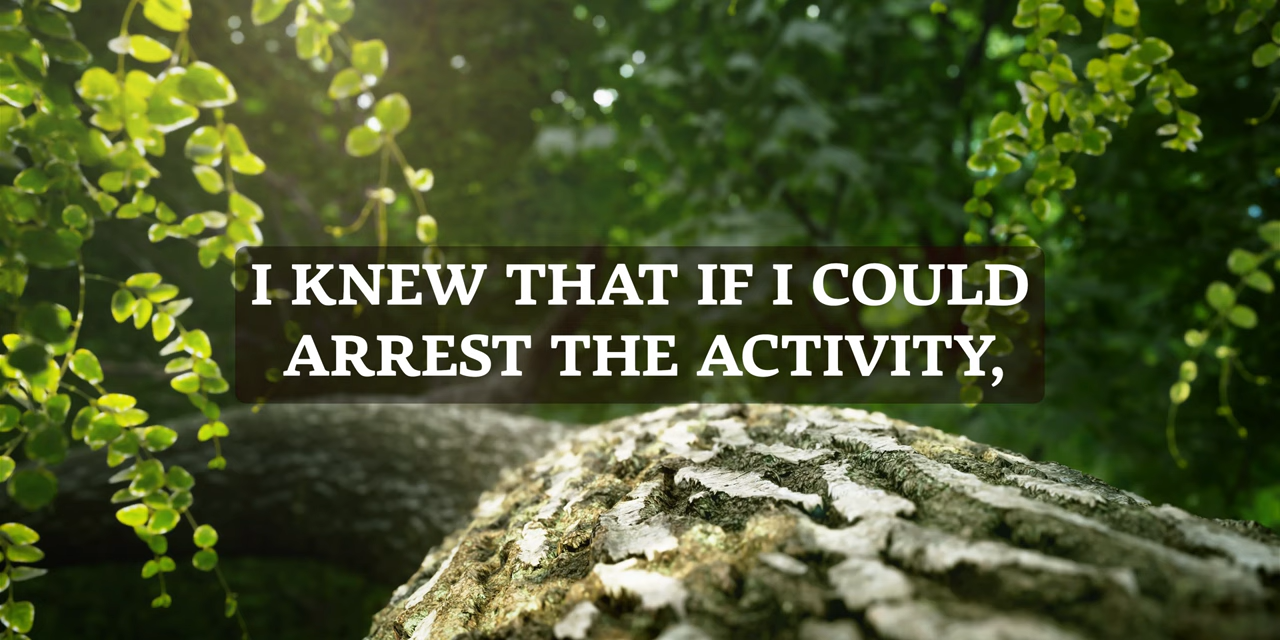 I KNEW THAT IF I COULD
ARREST THE ACTIVITY,